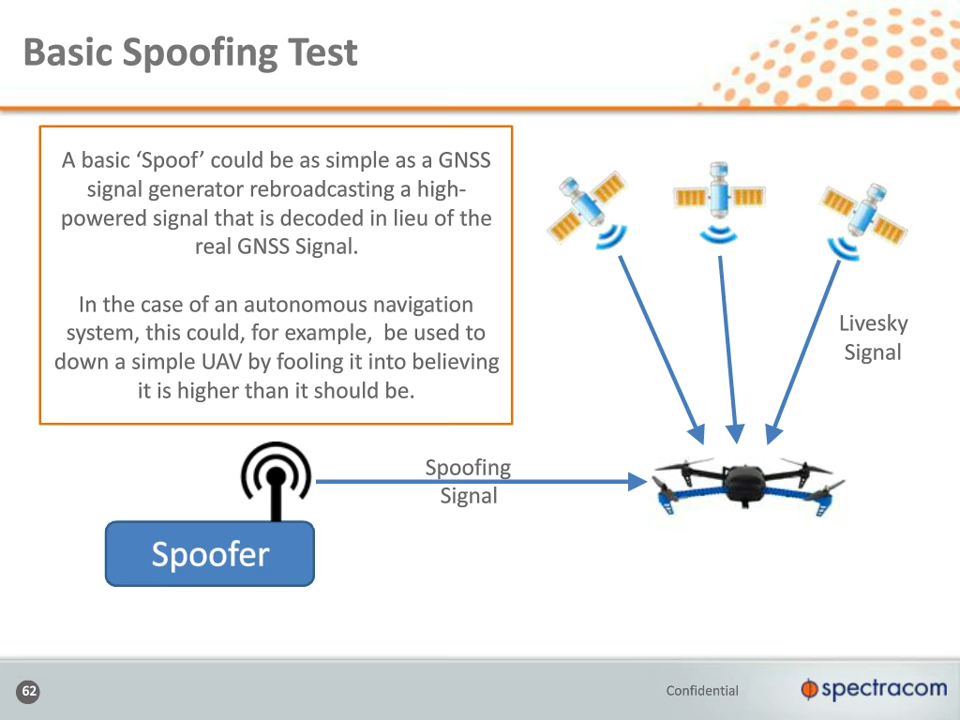 Basic Spoofing Test
A basic ‘Spoof’ could be as simple as a GNSS
signal generator rebroadcasting a high-
powered signal that is decoded in lieu of the
real GNSS Signal.
In the case of an autonomous navigation
system, this could, for example,  be used to
down a simple UAV by fooling it into believing
it is higher than it should be.
Livesky
Signal
Spoofing
Signal
Spoofer
62
Confidential
spectracom